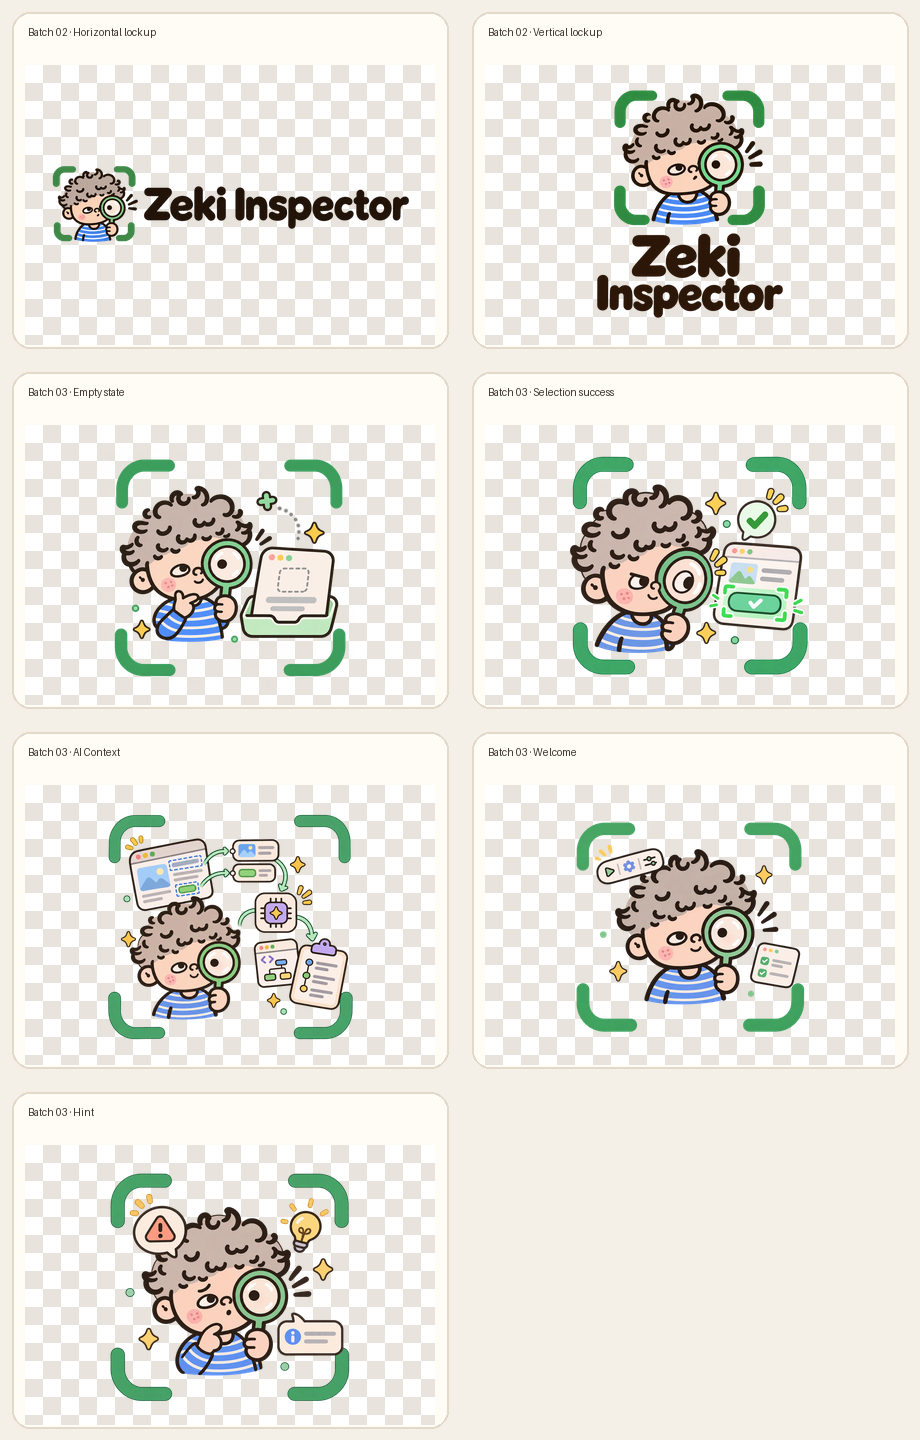 Batch 02 · Horizontal lockup
Zeki Inspector
Batch 02 · Vertical lockup
Zeki
Inspector
Batch 03 · Empty state
Batch 03 · Selection success
Batch 03 · AI Context
Batch 03 · Welcome
Batch 03 · Hint